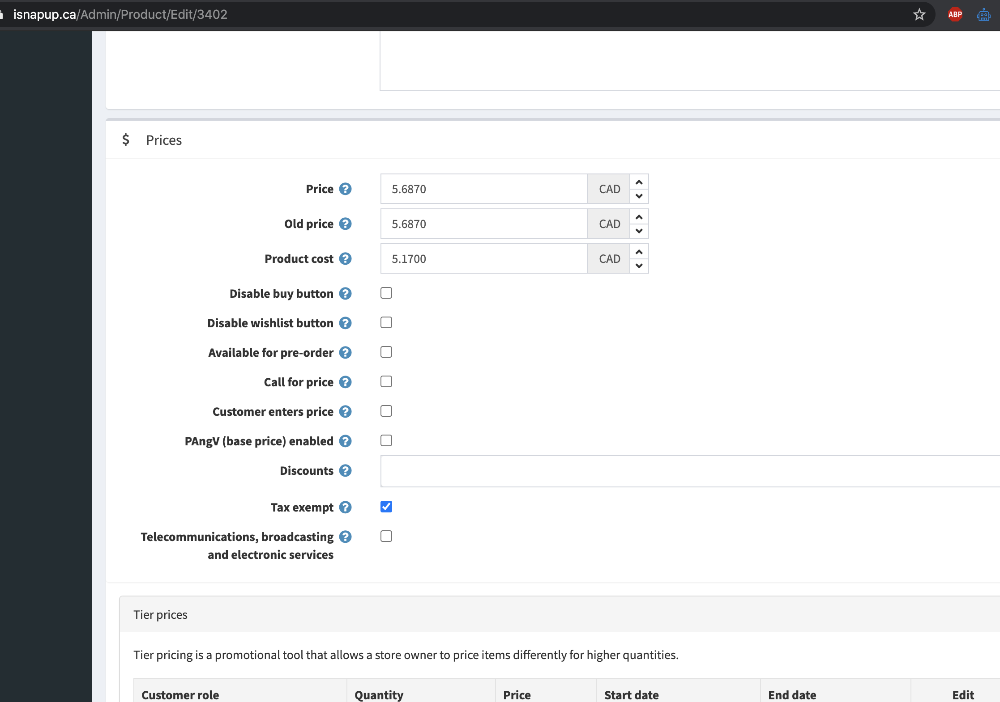 isnapup.ca/Admin/Product/Edit/3402
ABP
$ Prices
Price ? 5.6870 CAD
Old price ? 5.6870 CAD
Product cost ? 5.1700 CAD
Disable buy button ?
Disable wishlist button ?
Available for pre-order ?
Call for price ?
Customer enters price ?
PAngV (base price) enabled ?
Discounts ?
Tax exempt ?
Telecommunications, broadcasting ?
and electronic services
Tier prices
Tier pricing is a promotional tool that allows a store owner to price items differently for higher quantities.
Customer role Quantity Price Start date End date Edit